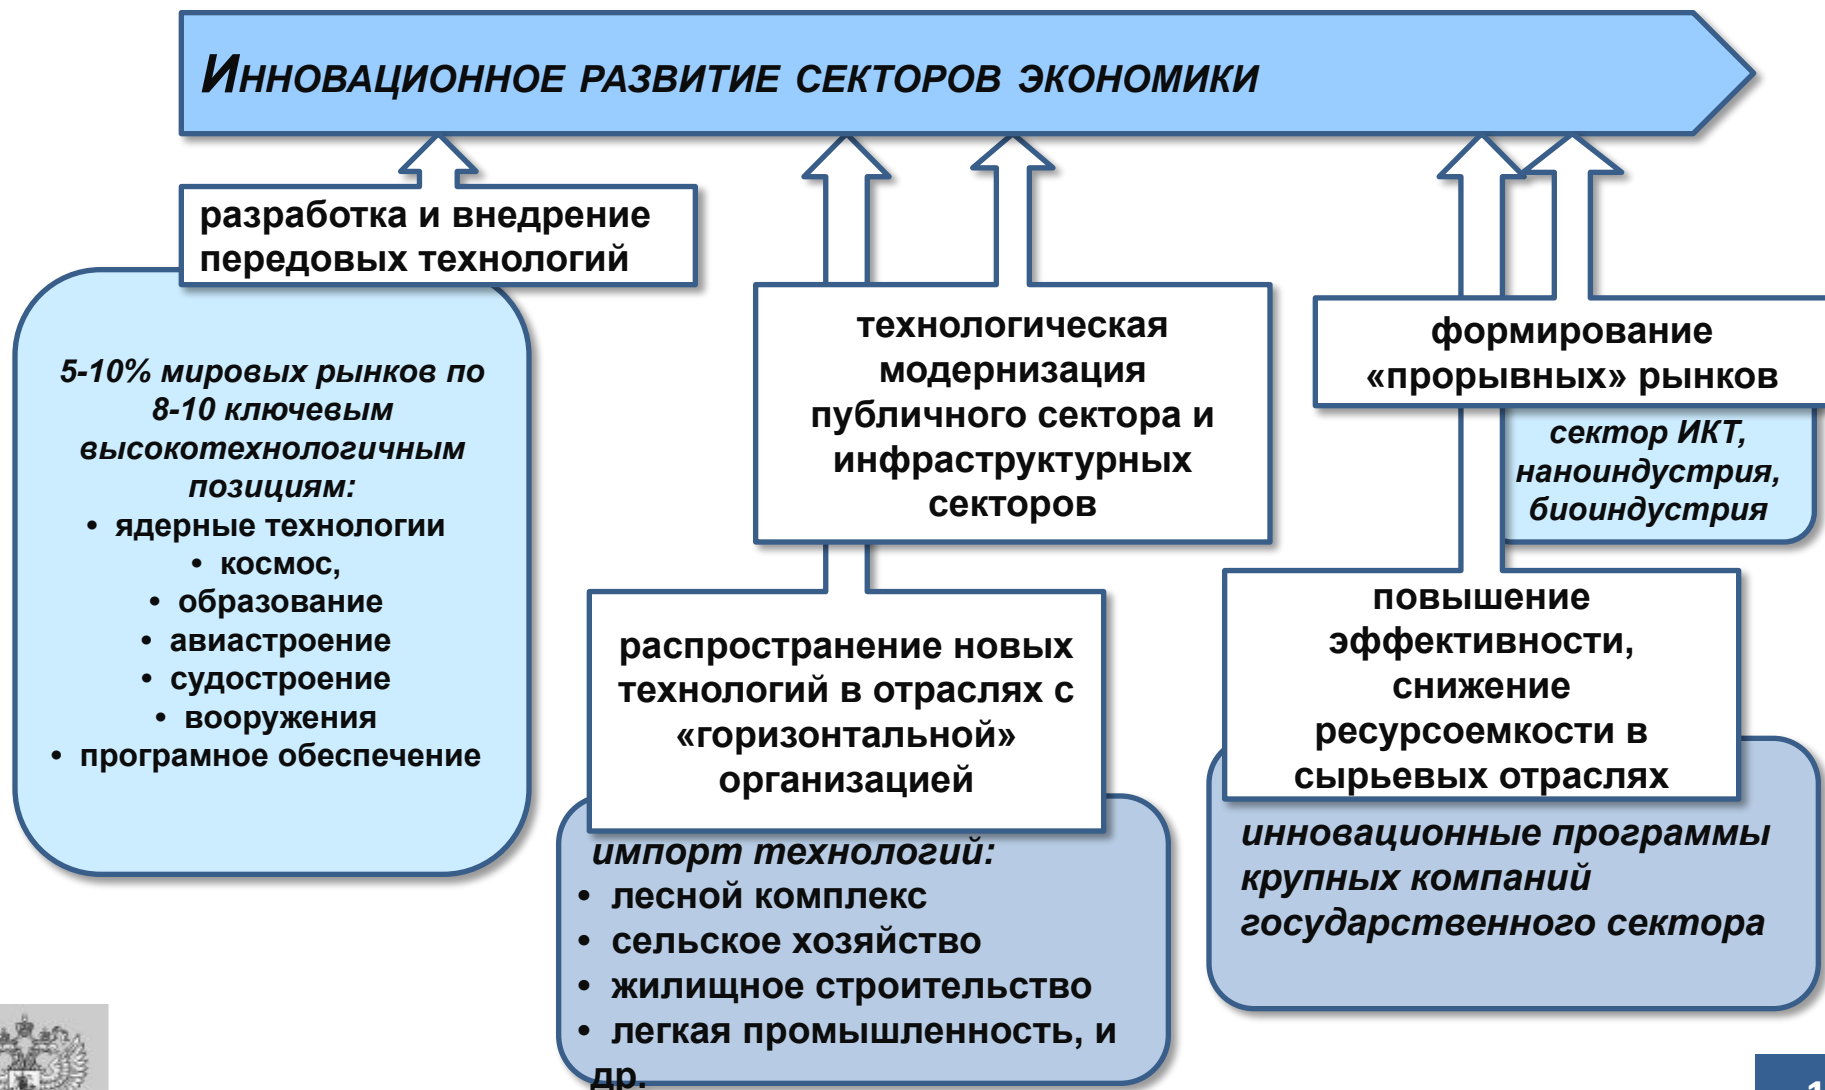 Инновационное развитие секторов экономики
разработка и внедрение
передовых технологий
5-10% мировых рынков по
8-10 ключевым
высокотехнологичным
позициям:
• ядерные технологии
• космос,
• образование
• авиастроение
• судостроение
• вооружения
• програмное обеспечение
технологическая
модернизация
публичного сектора и
инфраструктурных
секторов
распространение новых
технологий в отраслях с
«горизонтальной»
организацией
импорт технологий:
• лесной комплекс
• сельское хозяйство
• жилищное строительство
• легкая промышленность, и
др.
формирование
«прорывных» рынков
сектор ИКТ,
наноиндустрия,
биоиндустрия
повышение
эффективности,
снижение
ресурсоемкости в
сырьевых отраслях
инновационные программы
крупных компаний
государственного сектора